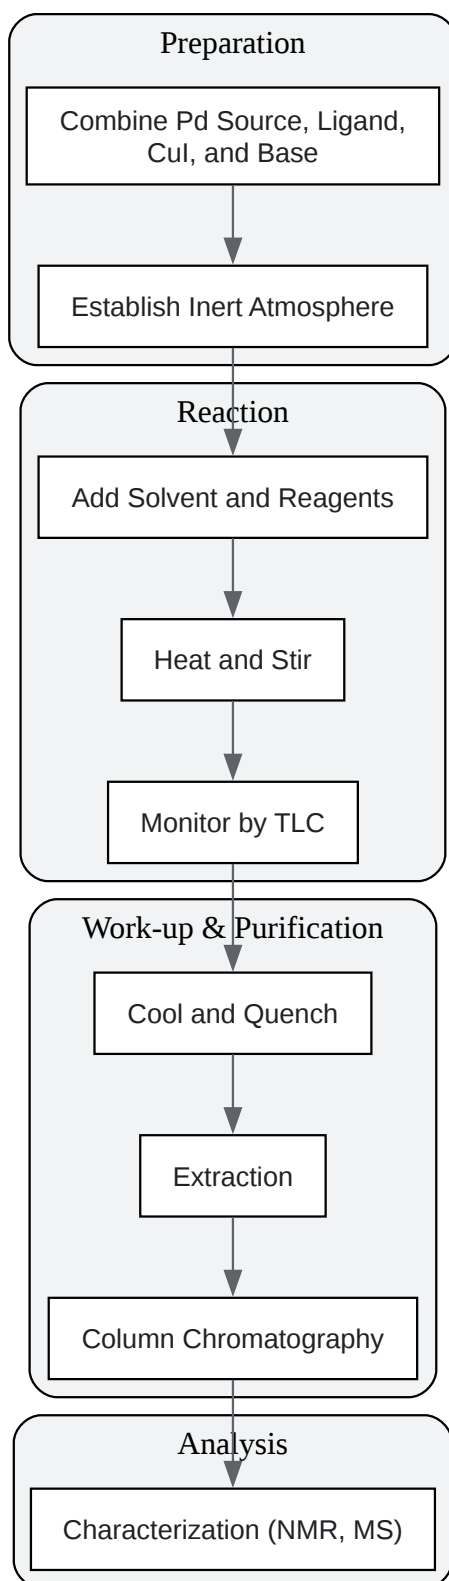 Preparation
Combine Pd Source, Ligand,
CuI, and Base
Establish Inert Atmosphere
Reaction
Add Solvent and Reagents
Heat and Stir
Monitor by TLC
Work-up & Purification
Cool and Quench
Extraction
Column Chromatography
Analysis
Characterization (NMR, MS)